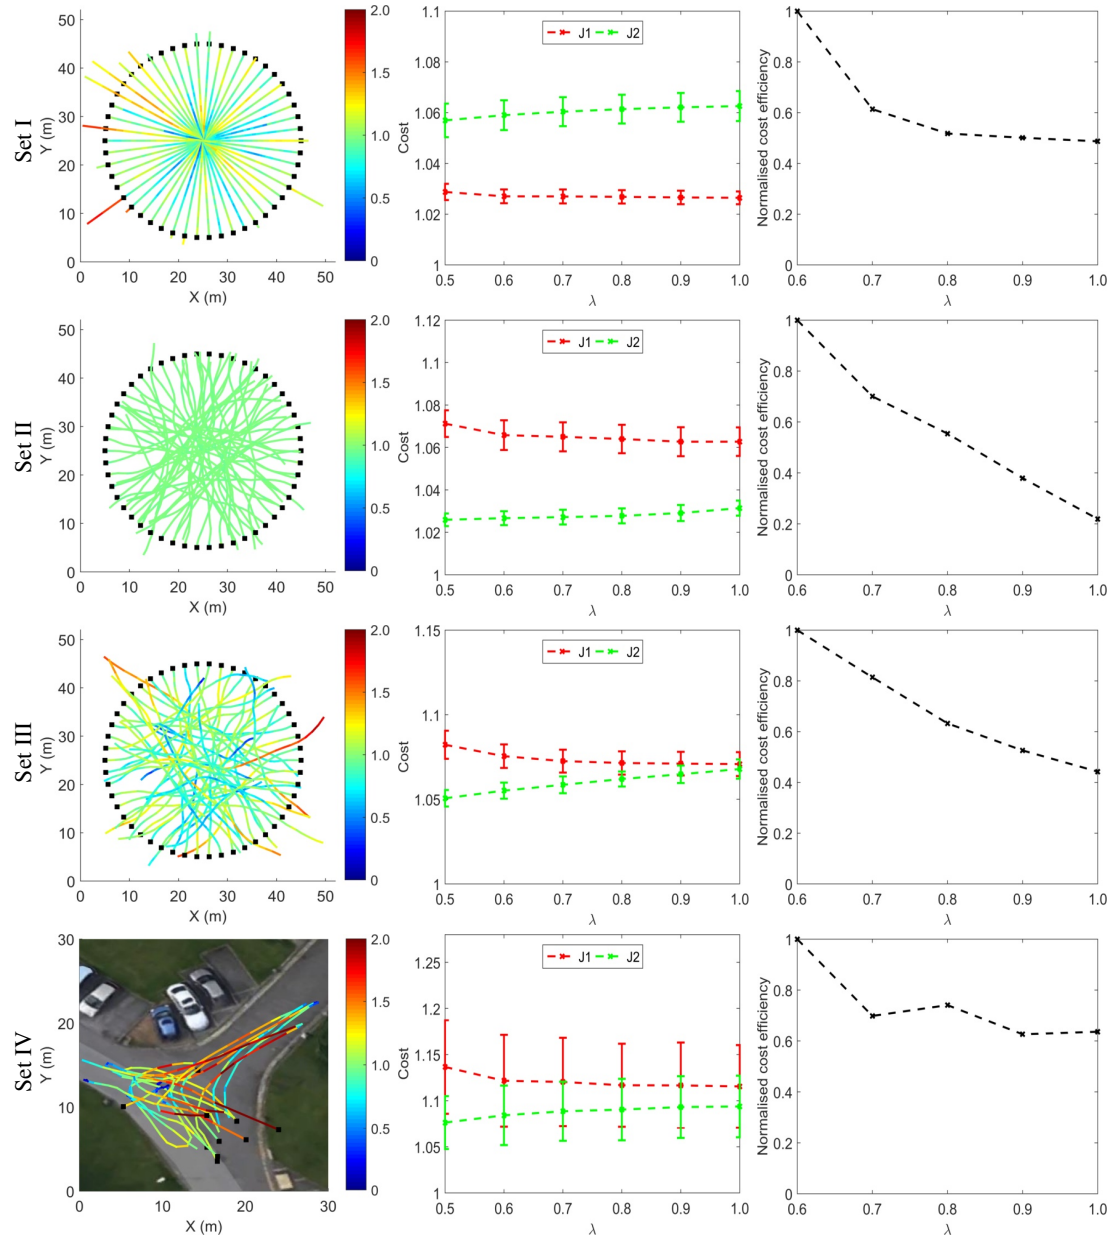 Set I
Y (m)
50
40
30
20
10
0
0 10 20 30 40 50
X (m)
2.0
1.5
1.0
0.5
0
Cost
1.1
1.08
1.06
1.04
1.02
1
0.5 0.6 0.7 0.8 0.9 1.0
λ
J1 J2
Normalised cost efficiency
1
0.8
0.6
0.4
0.2
0
0.6 0.7 0.8 0.9 1.0
λ
Set II
Y (m)
50
40
30
20
10
0
0 10 20 30 40 50
X (m)
2.0
1.5
1.0
0.5
0
Cost
1.12
1.1
1.08
1.06
1.04
1.02
1
0.5 0.6 0.7 0.8 0.9 1.0
λ
J1 J2
Normalised cost efficiency
1
0.8
0.6
0.4
0.2
0
0.6 0.7 0.8 0.9 1.0
λ
Set III
Y (m)
50
40
30
20
10
0
0 10 20 30 40 50
X (m)
2.0
1.5
1.0
0.5
0
Cost
1.15
1.1
1.05
1
0.5 0.6 0.7 0.8 0.9 1.0
λ
J1 J2
Normalised cost efficiency
1
0.8
0.6
0.4
0.2
0
0.6 0.7 0.8 0.9 1.0
λ
Set IV
Y (m)
30
20
10
0
0 10 20 30
X (m)
2.0
1.5
1.0
0.5
0
Cost
1.25
1.2
1.15
1.1
1.05
1
0.5 0.6 0.7 0.8 0.9 1.0
λ
J1 J2
Normalised cost efficiency
1
0.8
0.6
0.4
0.2
0
0.6 0.7 0.8 0.9 1.0
λ